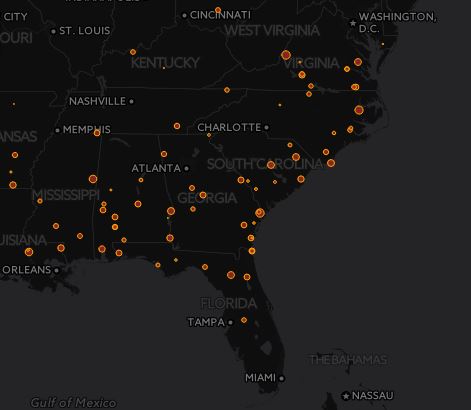 CITY
CINCINNATI
WASHINGTON,
D.C.
OURI
ST. LOUIS
WEST VIRGINIA
KENTUCKY
VIRGINIA
NASHVILLE
MEMPHIS
CHARLOTTE
ANSAS
ATLANTA
SOUTH CAROLINA
MISSISSIPPI
GEORGIA
UISIANA
ORLEANS
FLORIDA
TAMPA
THE BAHAMAS
MIAMI
NASSAU
Gulf of Mexico